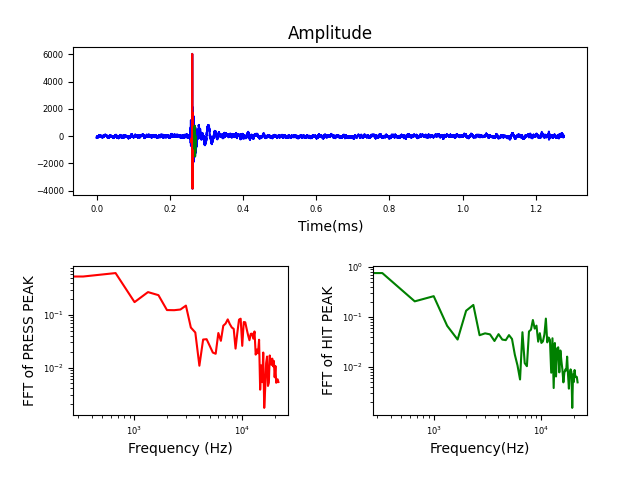 Amplitude
6000
4000
2000
0
−2000
−4000
0.0 0.2 0.4 0.6 0.8 1.0 1.2
Time(ms)
FFT of PRESS PEAK
10⁻¹
10⁻²
10³ 10⁴
Frequency (Hz)
FFT of HIT PEAK
10⁰
10⁻¹
10⁻²
10³ 10⁴
Frequency(Hz)